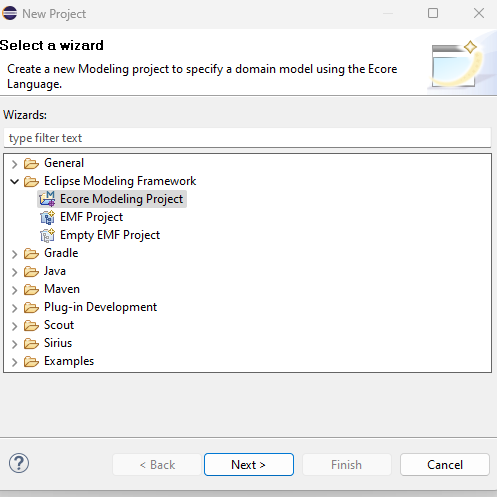 New Project
Select a wizard
Create a new Modeling project to specify a domain model using the Ecore
Language.
Wizards:
type filter text
General
Eclipse Modeling Framework
Ecore Modeling Project
EMF Project
Empty EMF Project
Gradle
Java
Maven
Plug-in Development
Scout
Sirius
Examples
? < Back Next > Finish Cancel